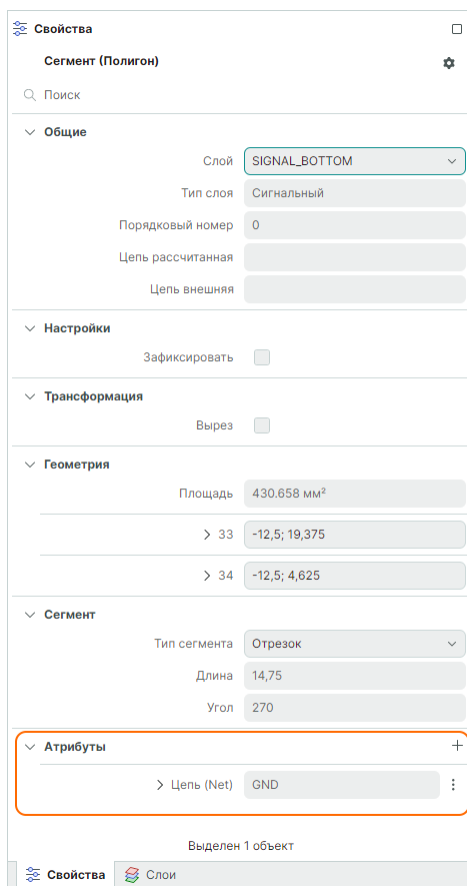 Свойства
Сегмент (Полигон)
Поиск
Общие
Слой SIGNAL_BOTTOM
Тип слоя Сигнальный
Порядковый номер 0
Цепь рассчитанная
Цепь внешняя
Настройки
Зафиксировать
Трансформация
Вырез
Геометрия
Площадь 430.658 мм²
33 -12,5; 19,375
34 -12,5; 4,625
Сегмент
Тип сегмента Отрезок
Длина 14,75
Угол 270
Атрибуты
Цепь (Net) GND
Выделен 1 объект
Свойства Слои